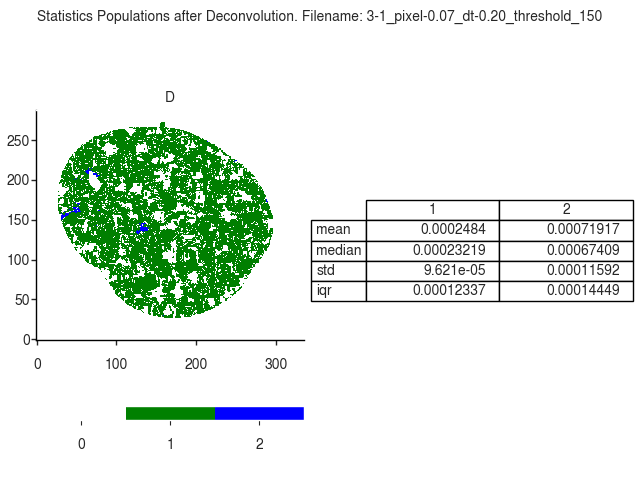 Statistics Populations after Deconvolution. Filename: 3-1_pixel-0.07_dt-0.20_threshold_150
D
250
200
150
100
50
0
0 100 200 300
0 1 2
1 2
mean 0.0002484 0.00071917
median 0.00023219 0.00067409
std 9.621e-05 0.00011592
iqr 0.00012337 0.00014449